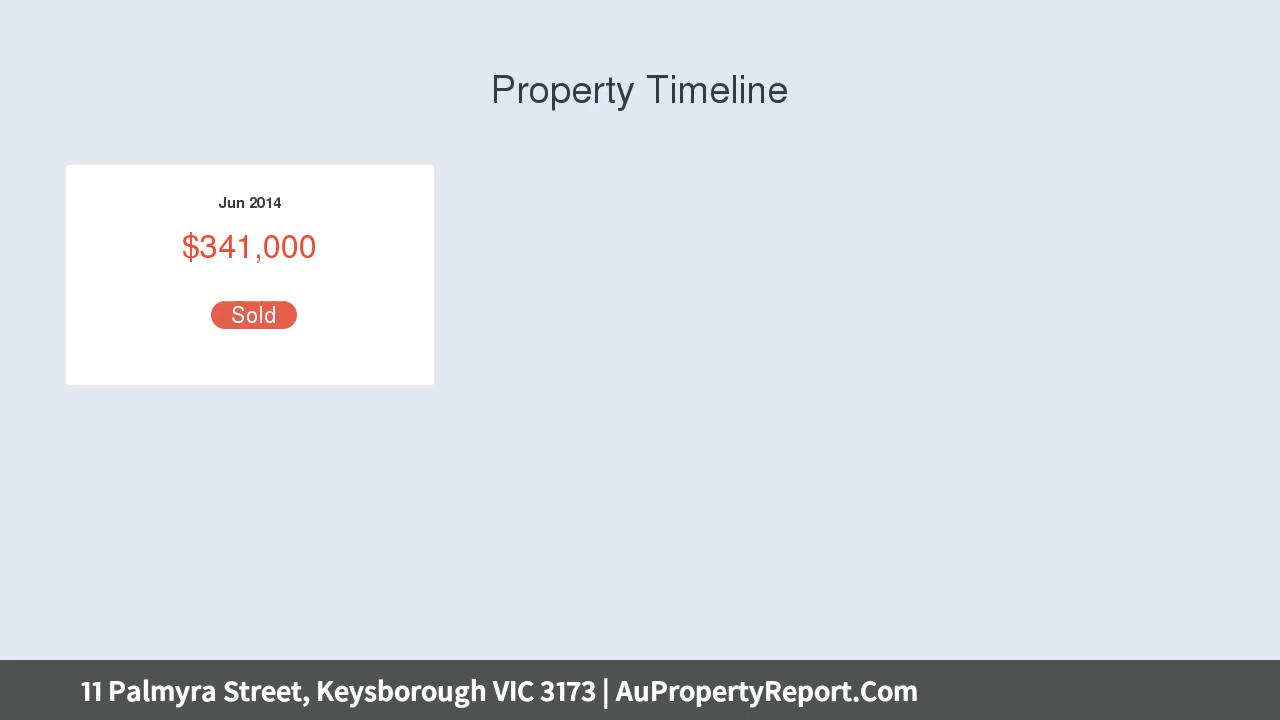 Property Timeline
Jun 2014
$341,000
Sold
11 Palmyra Street, Keysborough VIC 3173 | AuPropertyReport.Com